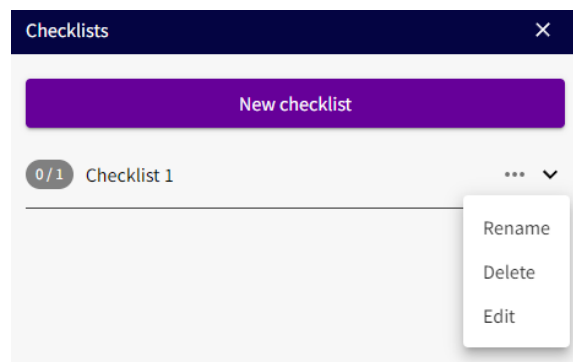 Checklists
New checklist
0/1 Checklist 1
Rename
Delete
Edit